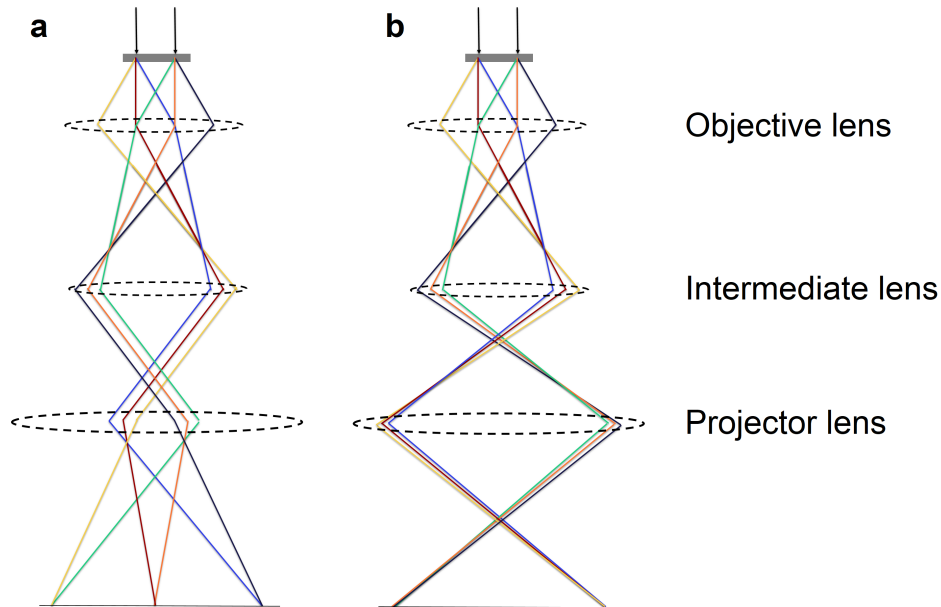 a
b
Objective lens
Intermediate lens
Projector lens